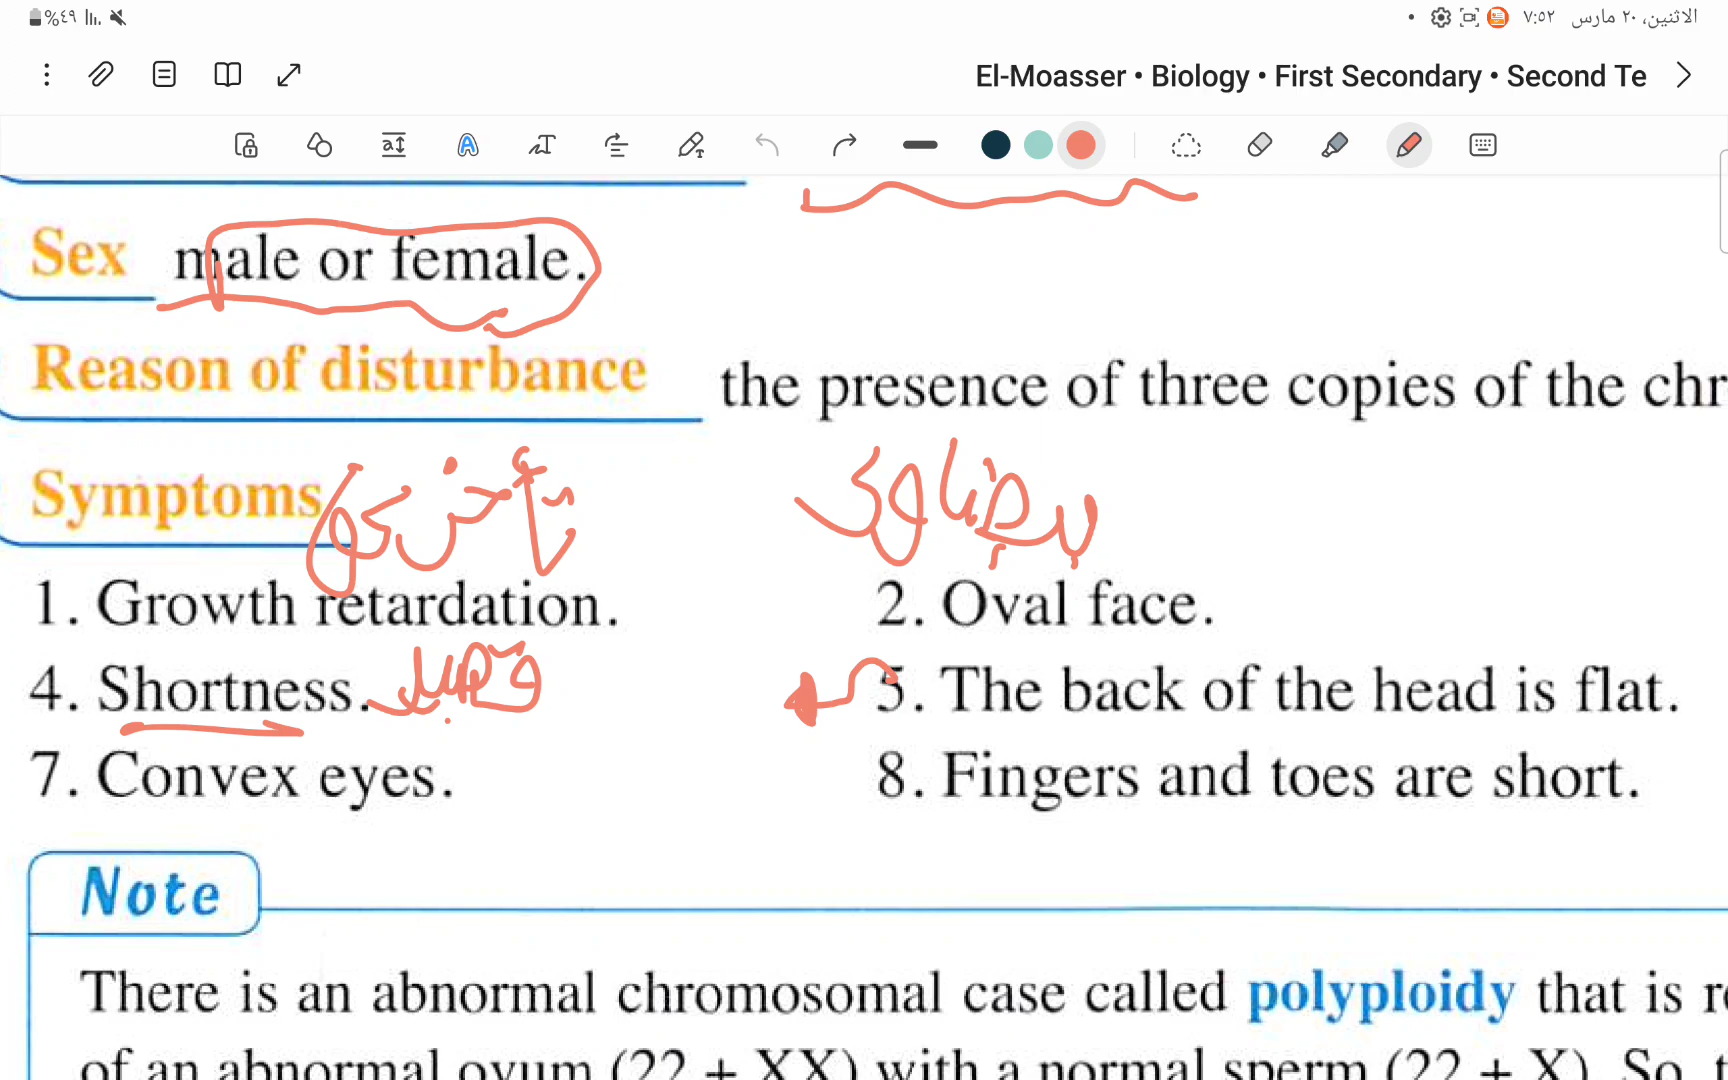 %٤٩ الاثنين، ٢٠ مارس ٧:٥٢
El-Moasser • Biology • First Secondary • Second Te
Sex male or female.
Reason of disturbance the presence of three copies of the chr
Symptoms بيضاوى
1. Growth retardation. 2. Oval face.
4. Shortness. قصير 5. The back of the head is flat.
7. Convex eyes. 8. Fingers and toes are short.
Note
There is an abnormal chromosomal case called polyploidy that is r
of an abnormal ovum (22 + XX) with a normal sperm (22 + X). So, t